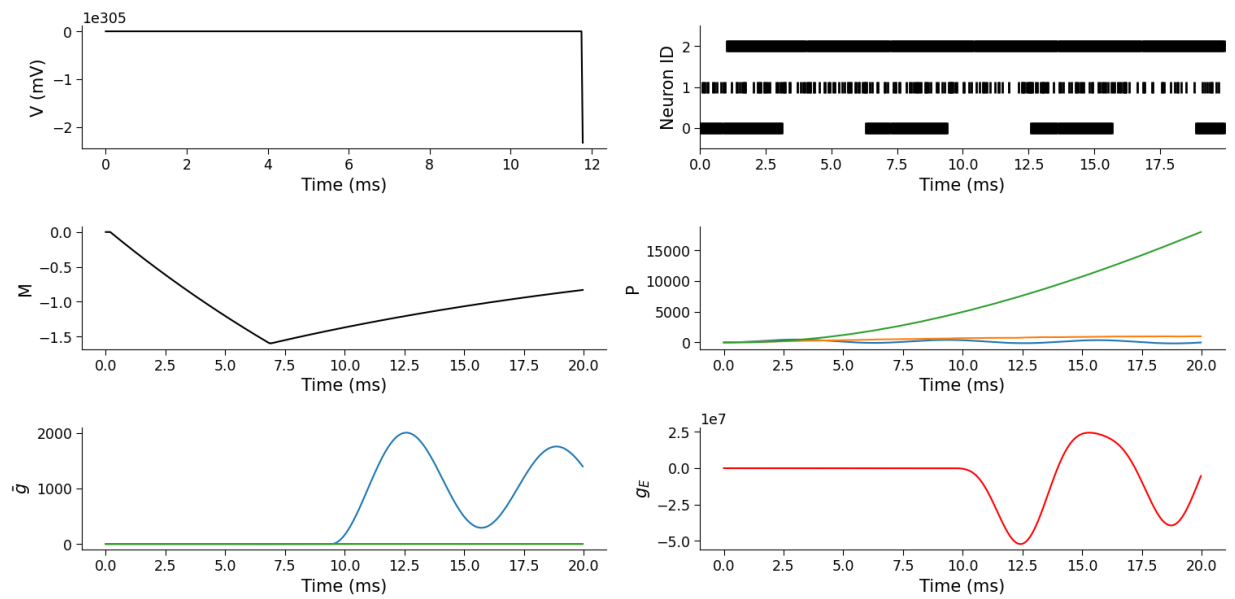 1e305
V (mV)
0
−1
−2
0 2 4 6 8 10 12
Time (ms)
Neuron ID
2
1
0
0.0 2.5 5.0 7.5 10.0 12.5 15.0 17.5
Time (ms)
M
0.0
−0.5
−1.0
−1.5
0.0 2.5 5.0 7.5 10.0 12.5 15.0 17.5 20.0
Time (ms)
P
15000
10000
5000
0
0.0 2.5 5.0 7.5 10.0 12.5 15.0 17.5 20.0
Time (ms)
ḡ
2000
1000
0
0.0 2.5 5.0 7.5 10.0 12.5 15.0 17.5 20.0
Time (ms)
1e7
g_E
2.5
0.0
−2.5
−5.0
0.0 2.5 5.0 7.5 10.0 12.5 15.0 17.5 20.0
Time (ms)